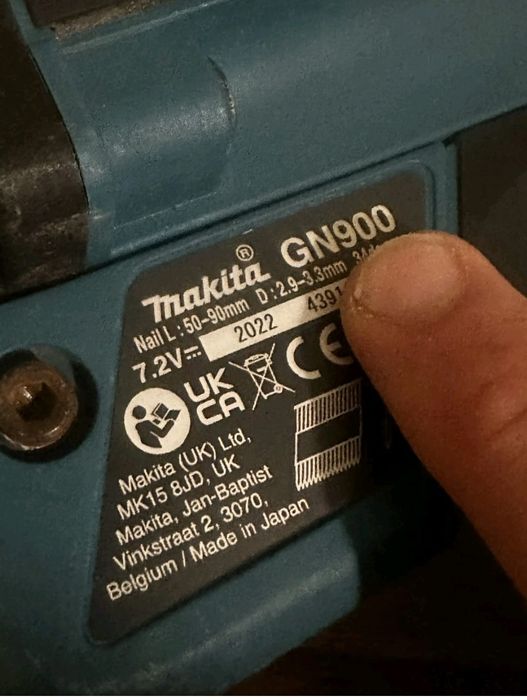 makita® GN900
Nail L : 50-90mm D : 2.9-3.3mm
7.2V⎓ 2022 4391
UK
CA
CE
Makita (UK) Ltd,
MK15 8JD, UK
Makita, Jan-Baptist
Vinkstraat 2, 3070,
Belgium / Made in Japan